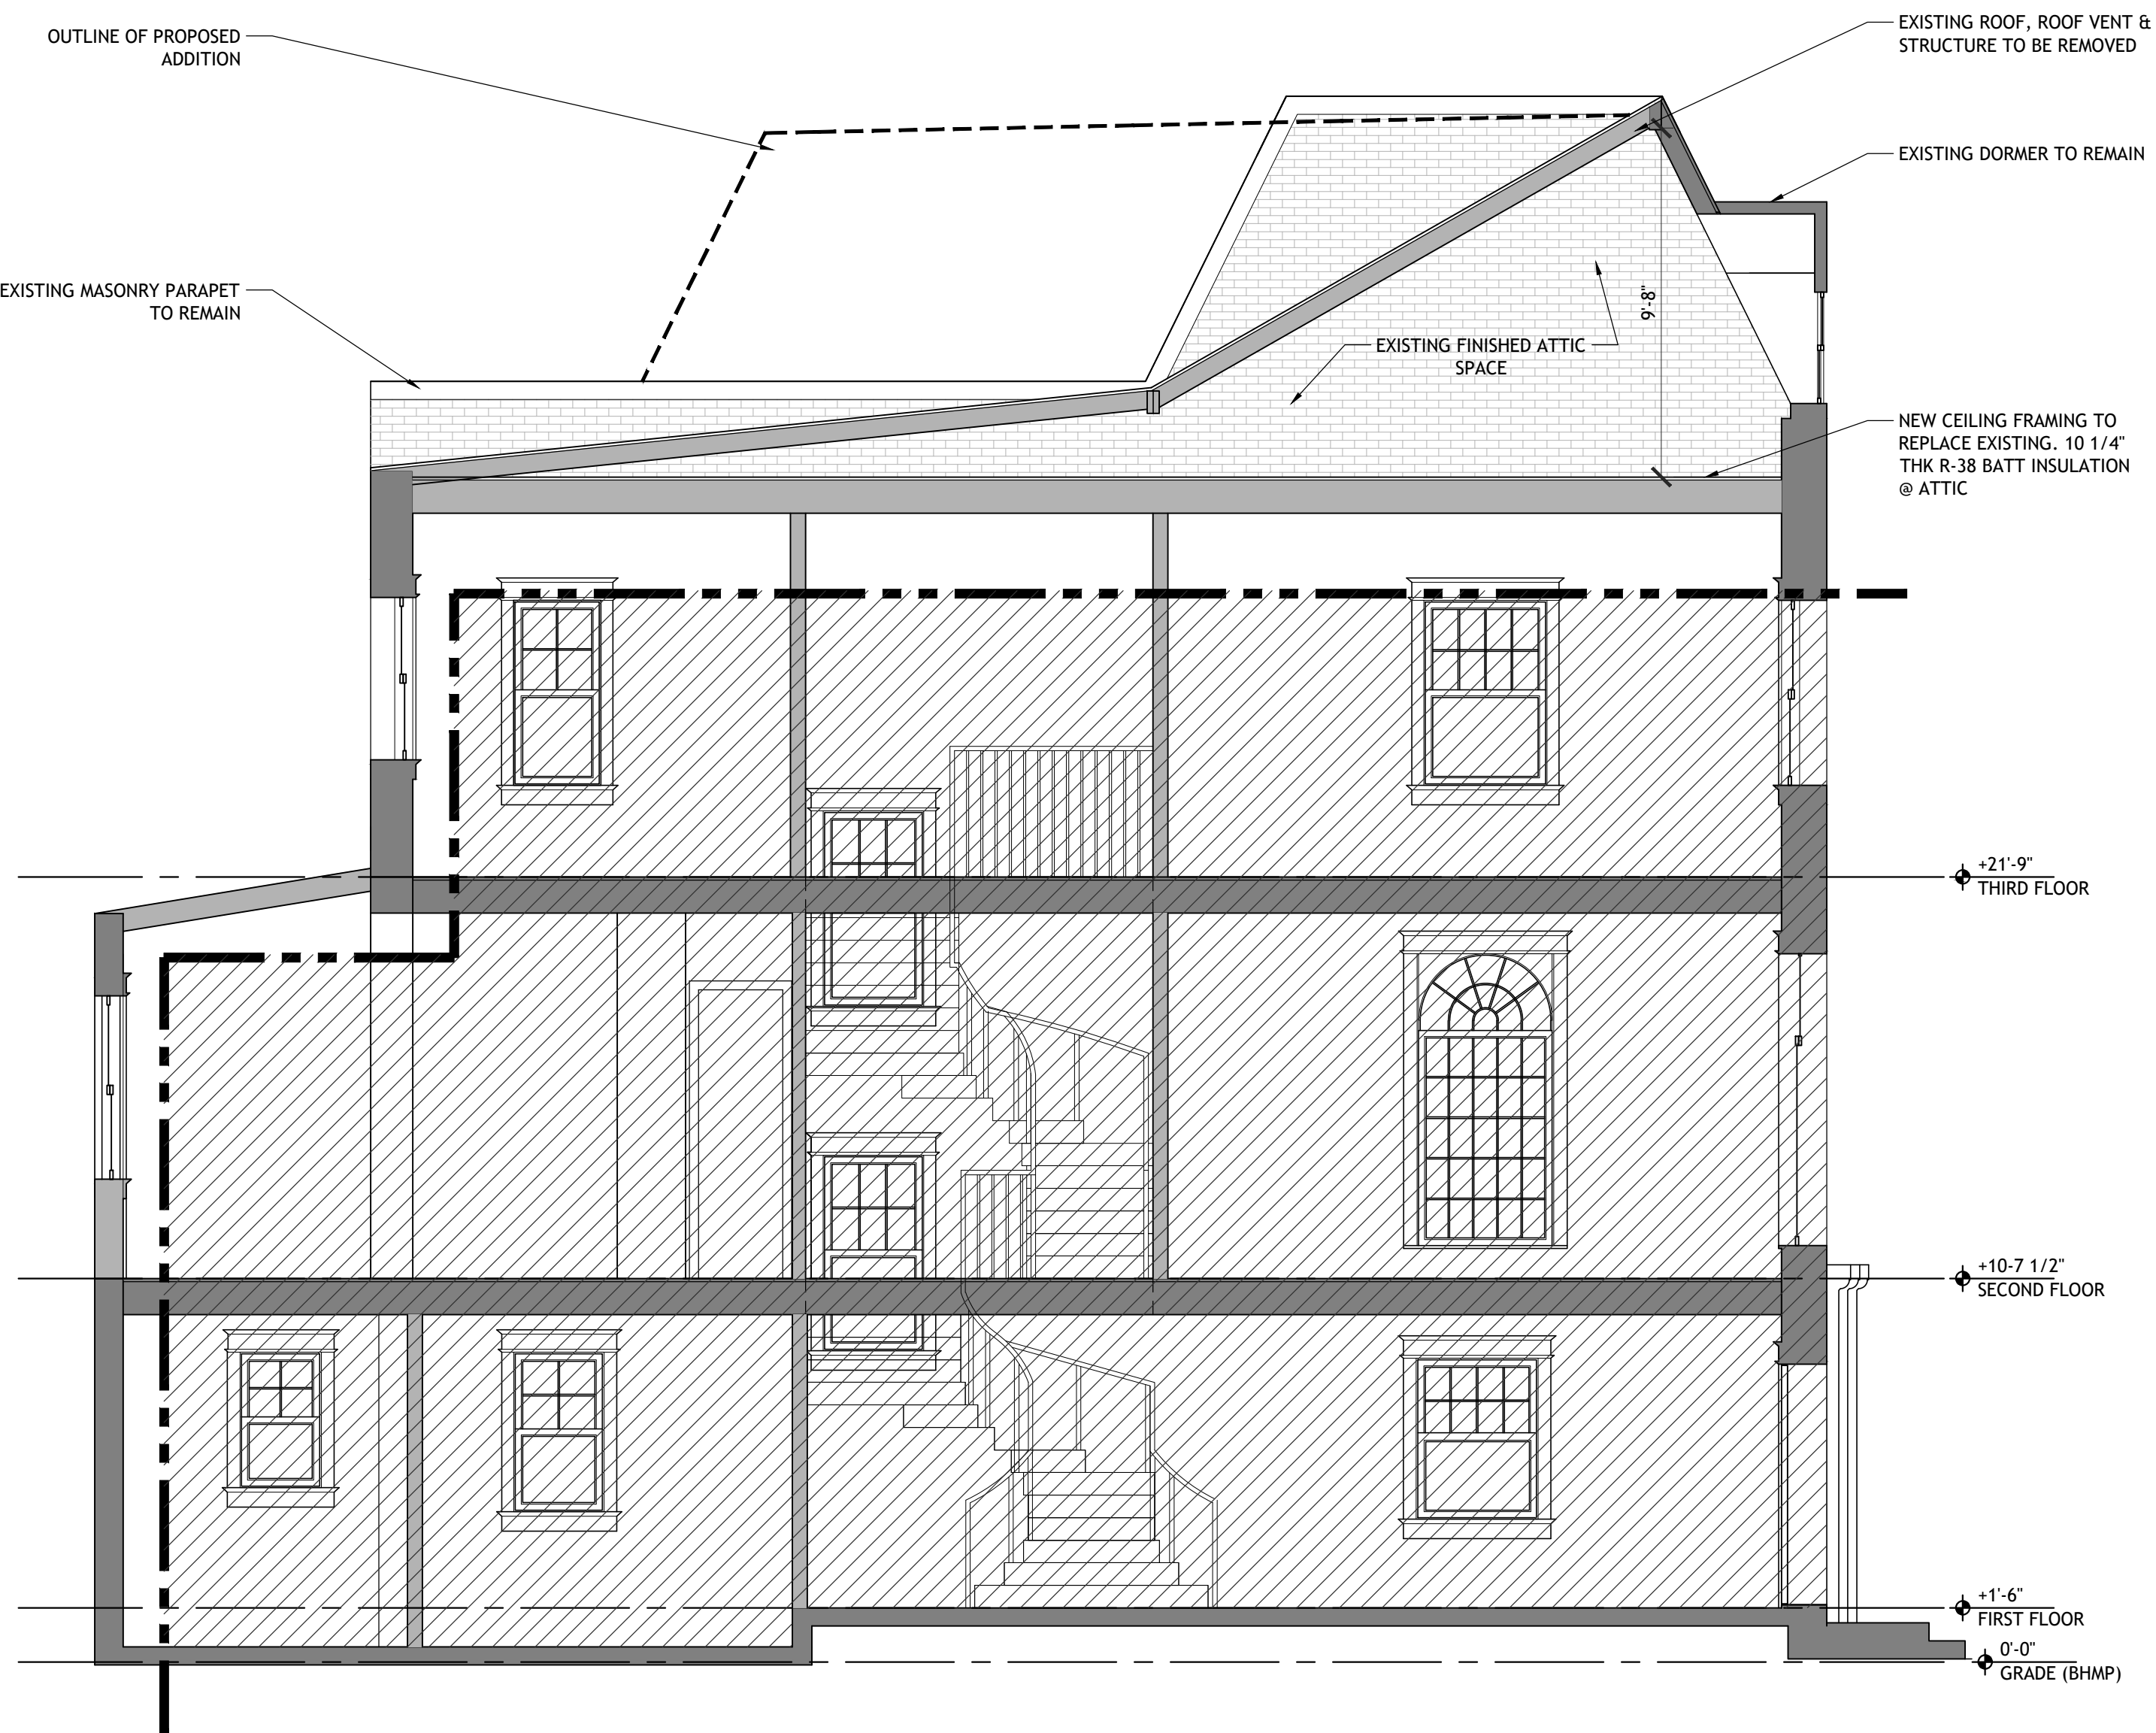 OUTLINE OF PROPOSED
ADDITION
EXISTING ROOF, ROOF VENT &
STRUCTURE TO BE REMOVED
EXISTING DORMER TO REMAIN
EXISTING MASONRY PARAPET
TO REMAIN
9'-8"
EXISTING FINISHED ATTIC
SPACE
NEW CEILING FRAMING TO
REPLACE EXISTING. 10 1/4"
THK R-38 BATT INSULATION
@ ATTIC
+21'-9"
THIRD FLOOR
+10-7 1/2"
SECOND FLOOR
+1'-6"
FIRST FLOOR
0'-0"
GRADE (BHMP)